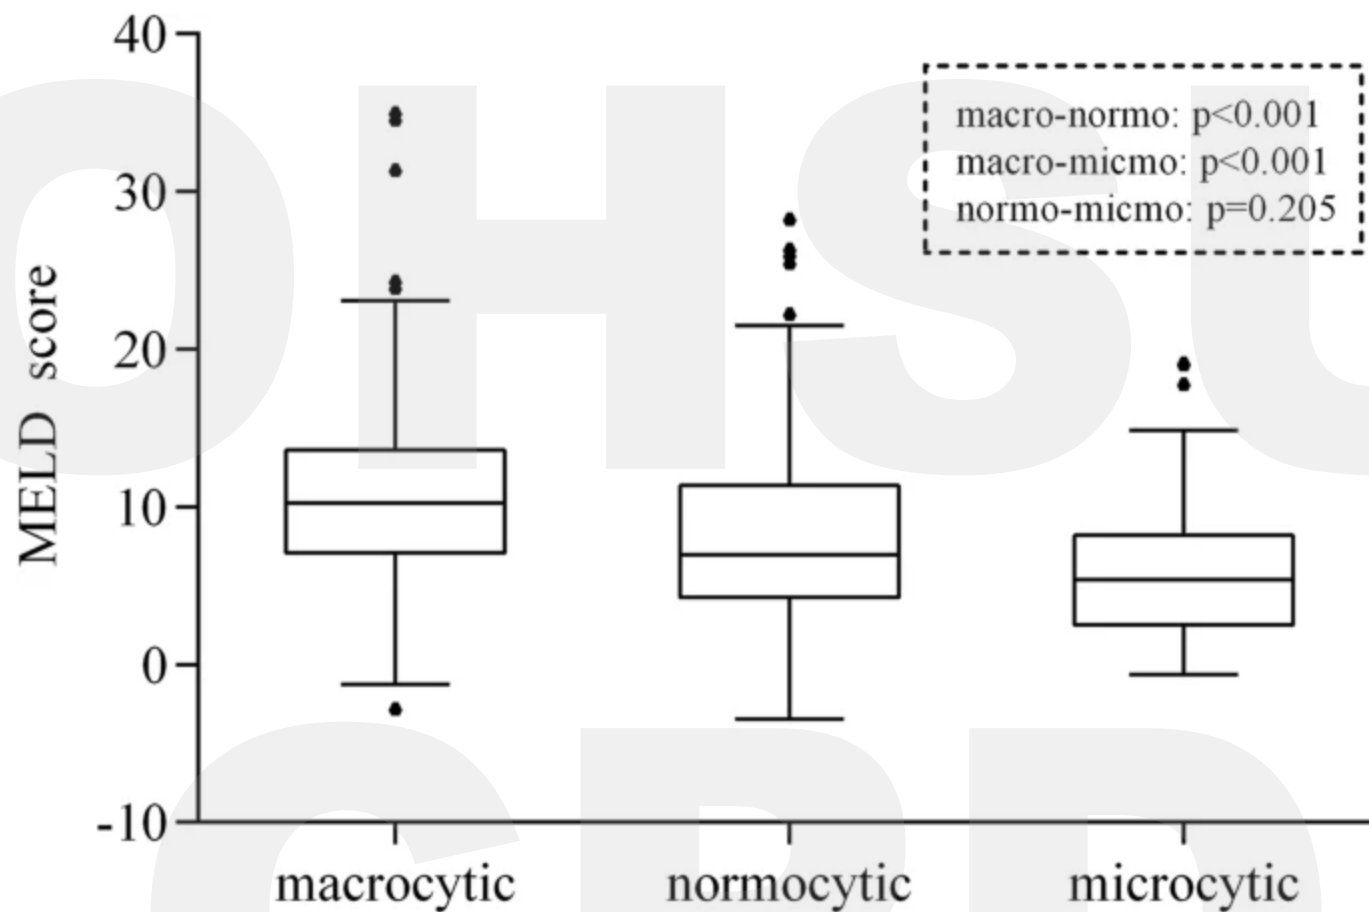 40
30
20
10
0
-10
MELD score
macro-normo: p<0.001
macro-micmo: p<0.001
normo-micmo: p=0.205
macrocytic normocytic microcytic
OHSU